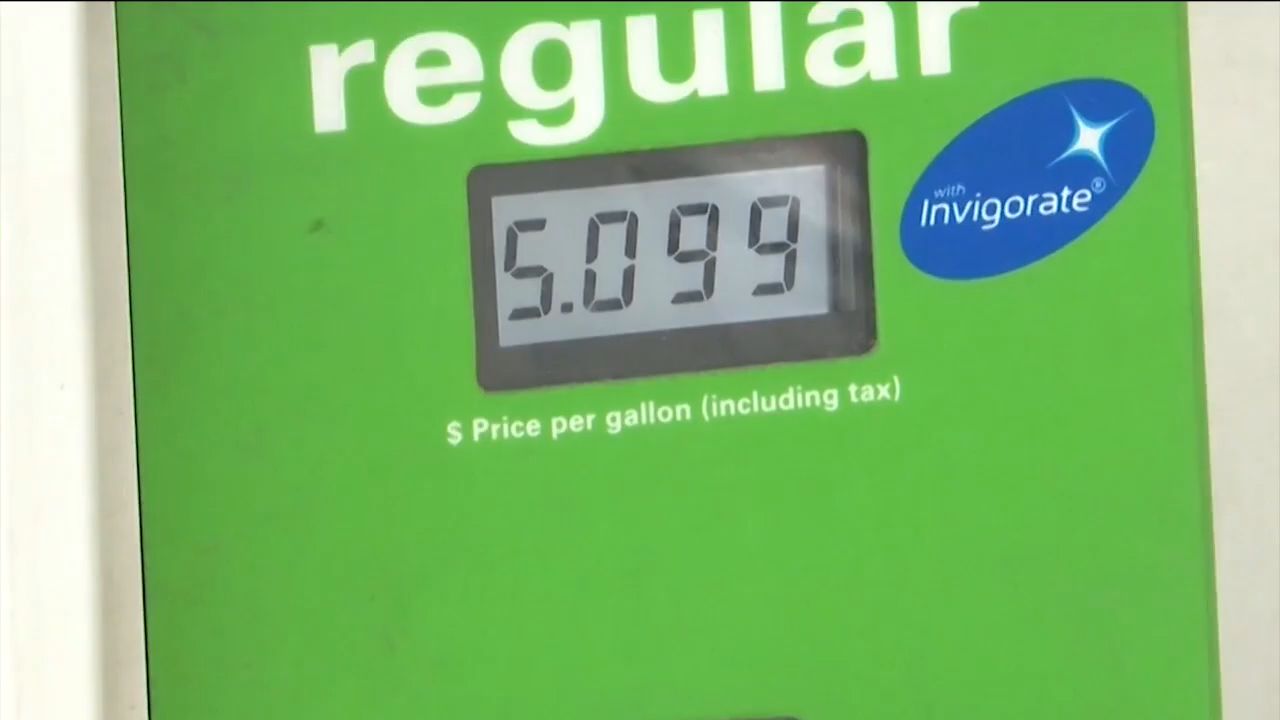 regular
5.099
with
Invigorate®
$ Price per gallon (including tax)